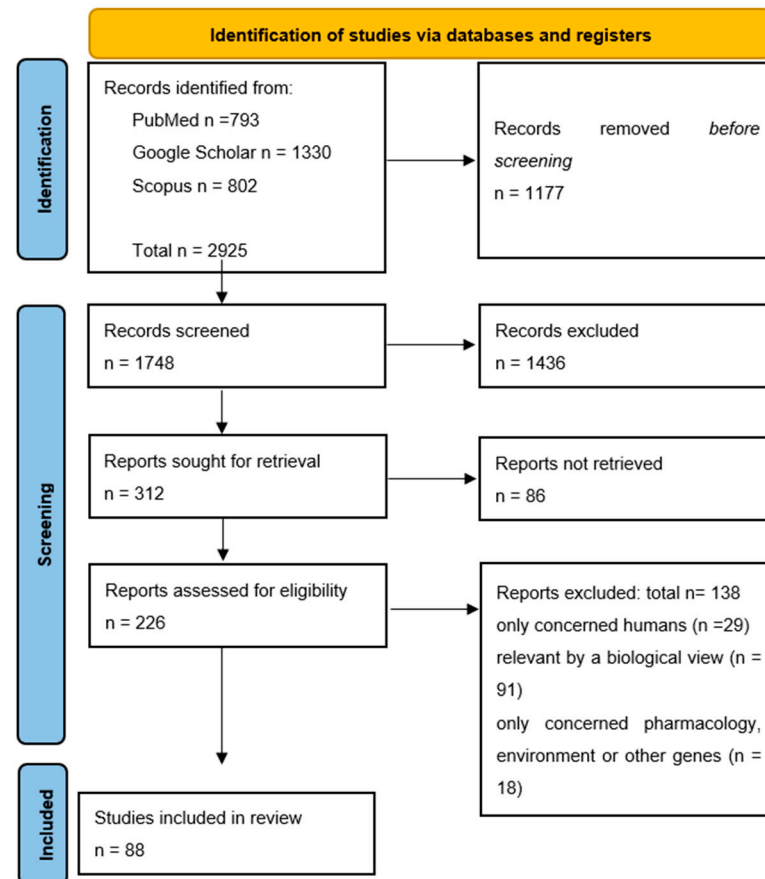 Identification of studies via databases and registers
Identification
Records identified from:
PubMed n =793
Google Scholar n = 1330
Scopus n = 802
Total n = 2925
Records removed before
screening
n = 1177
Screening
Records screened
n = 1748
Records excluded
n = 1436
Reports sought for retrieval
n = 312
Reports not retrieved
n = 86
Reports assessed for eligibility
n = 226
Reports excluded: total n= 138
only concerned humans (n =29)
relevant by a biological view (n =
91)
only concerned pharmacology,
environment or other genes (n =
18)
Included
Studies included in review
n = 88